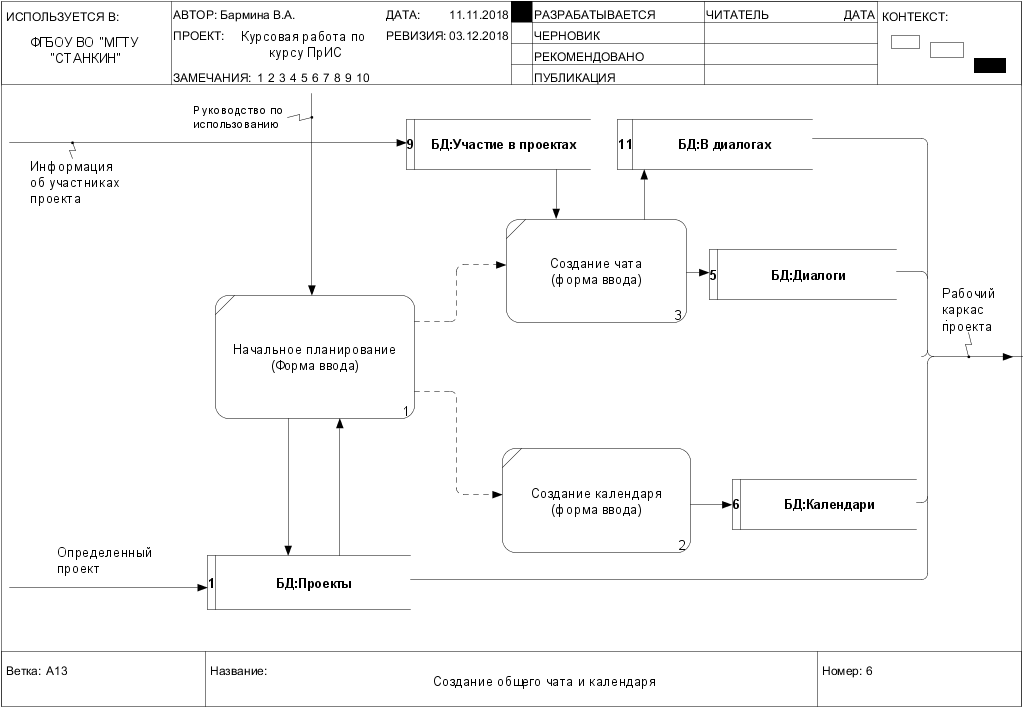 ИСПОЛЬЗУЕТСЯ В:
ФГБОУ ВО "МГТУ
"СТАНКИН"
АВТОР: Бармина В.А.
ДАТА: 11.11.2018
ПРОЕКТ: Курсовая работа по
курсу ПрИС
РЕВИЗИЯ: 03.12.2018
ЗАМЕЧАНИЯ: 1 2 3 4 5 6 7 8 9 10
РАЗРАБАТЫВАЕТСЯ
ЧЕРНОВИК
РЕКОМЕНДОВАНО
ПУБЛИКАЦИЯ
ЧИТАТЕЛЬ ДАТА
КОНТЕКСТ:
Руководство по
использованию
Информация
об участниках
проекта
9 БД:Участие в проектах
11 БД:В диалогах
Создание чата
(форма ввода)
3
5 БД:Диалоги
Рабочий
каркас
проекта
Начальное планирование
(Форма ввода)
1
Создание календаря
(форма ввода)
2
6 БД:Календари
Определенный
проект
1 БД:Проекты
Ветка: A13
Название:
Создание общего чата и календаря
Номер: 6